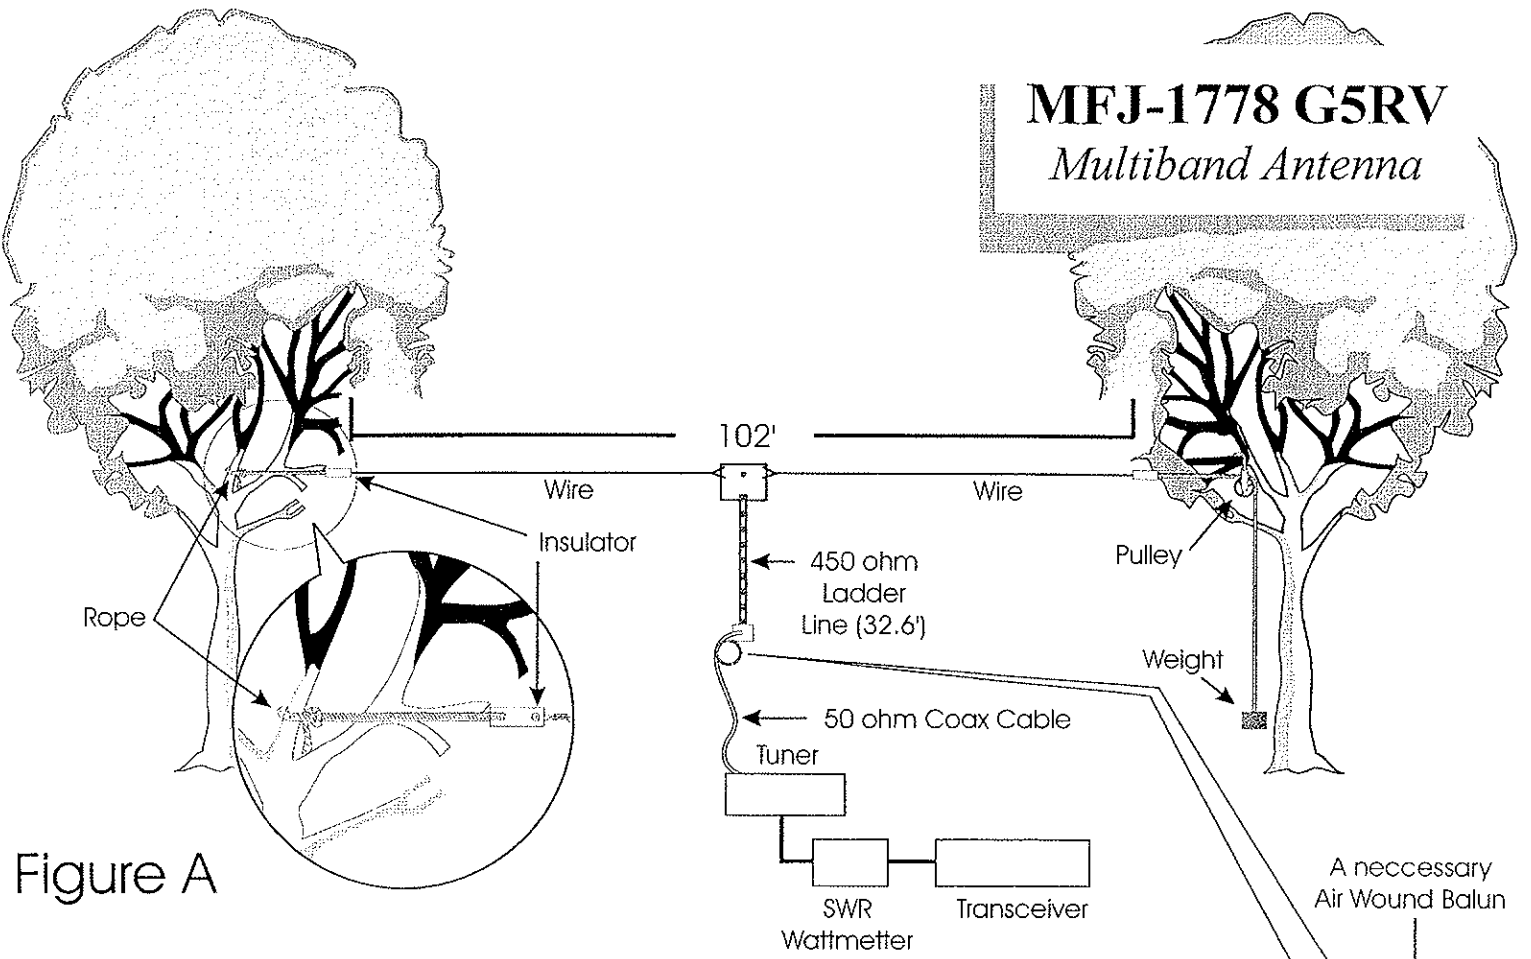 MFJ-1778 G5RV
Multiband Antenna
102'
Wire
Wire
Insulator
Pulley
450 ohm
Ladder
Line (32.6')
Rope
Weight
50 ohm Coax Cable
Tuner
Figure A
A neccessary
Air Wound Balun
SWR
Wattmetter
Transceiver